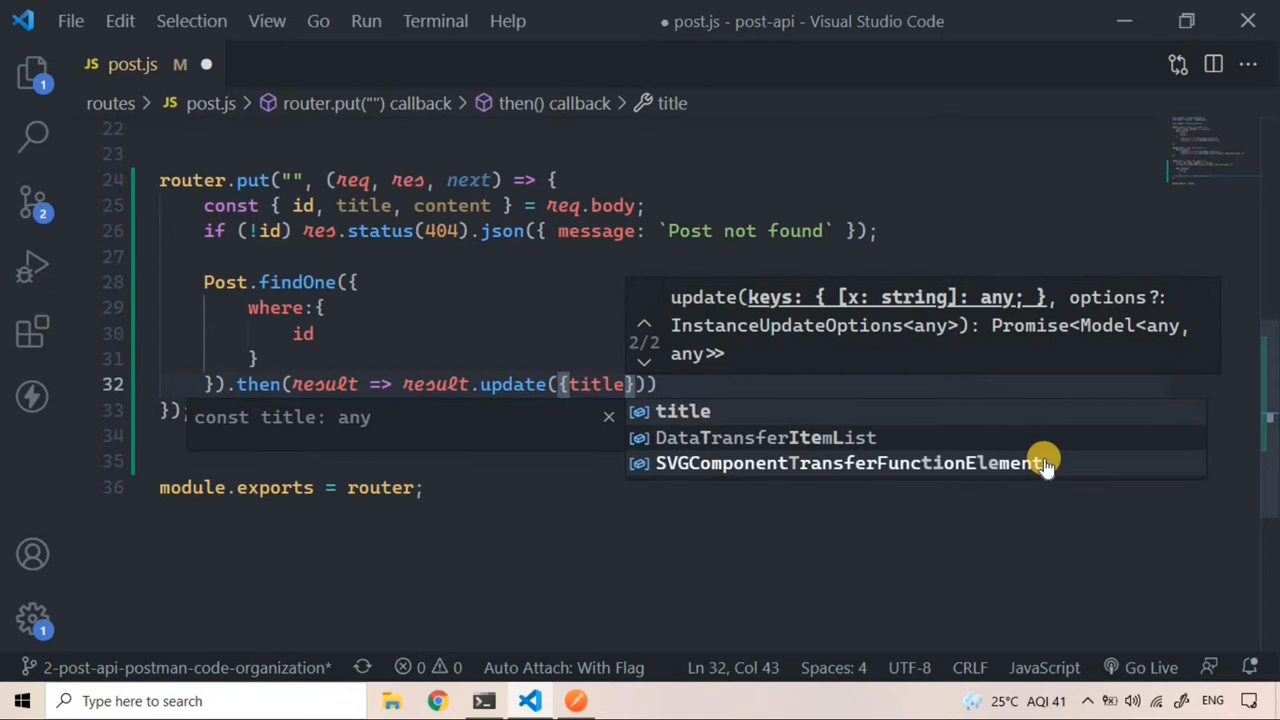 File Edit Selection View Go Run Terminal Help ● post.js - post-api - Visual Studio Code
JS post.js M ●
routes > JS post.js > router.put("") callback > then() callback > title
22
23
24 router.put("", (req, res, next) => {
25 const { id, title, content } = req.body;
26 if (!id) res.status(404).json({ message: `Post not found` });
27
28 Post.findOne({
29 where:{
30 id
31 }
32 }).then(result => result.update({title}))
33 });
34
35
36 module.exports = router;
update(keys: { [x: string]: any; }, options?:
InstanceUpdateOptions<any>): Promise<Model<any,
any>>
2/2
const title: any ×
title
DataTransferItemList
SVGComponentTransferFunctionElement
1
2
1
2-post-api-postman-code-organization* 0 0 Auto Attach: With Flag Ln 32, Col 43 Spaces: 4 UTF-8 CRLF JavaScript Go Live
Type here to search 25°C AQI 41 ENG